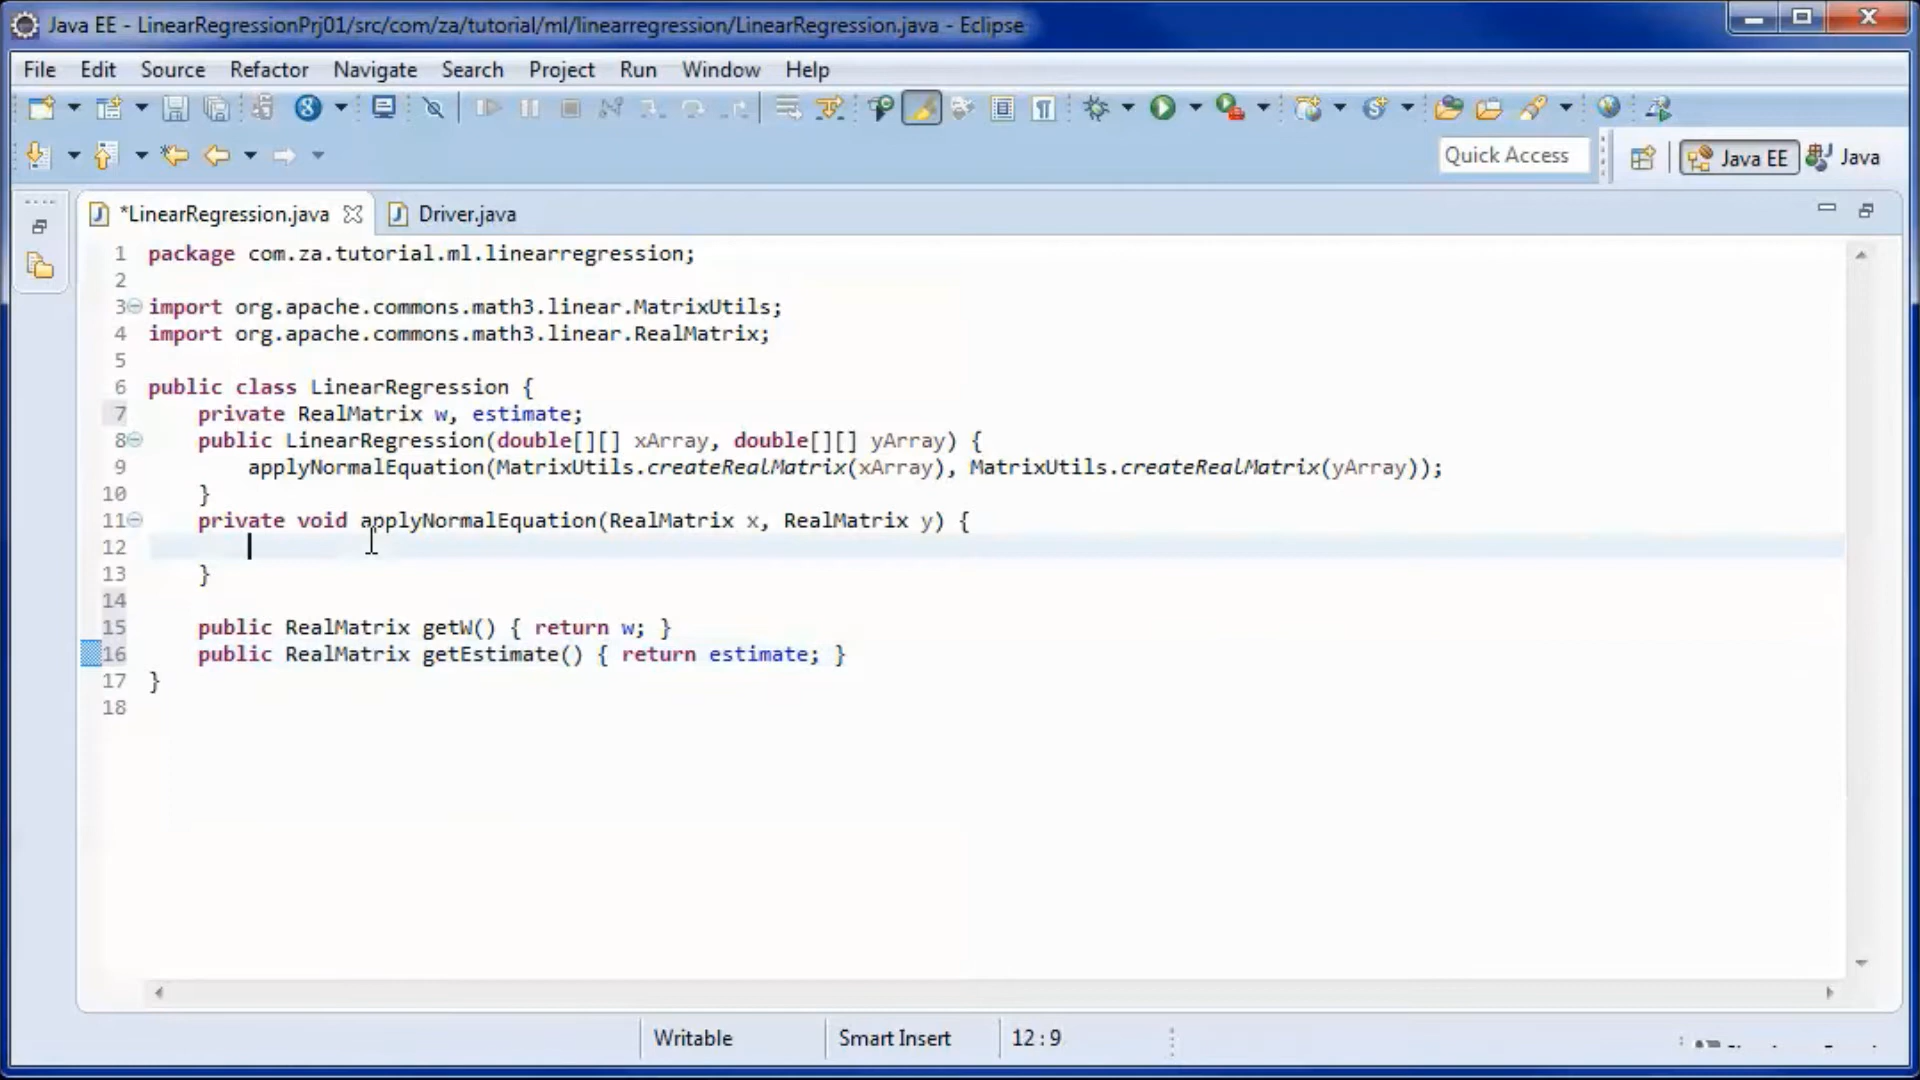 Java EE - LinearRegressionPrj01/src/com/za/tutorial/ml/linearregression/LinearRegression.java - Eclipse
File Edit Source Refactor Navigate Search Project Run Window Help
Quick Access
Java EE
Java
*LinearRegression.java
Driver.java
1 package com.za.tutorial.ml.linearregression;
2
3 import org.apache.commons.math3.linear.MatrixUtils;
4 import org.apache.commons.math3.linear.RealMatrix;
5
6 public class LinearRegression {
7     private RealMatrix w, estimate;
8     public LinearRegression(double[][] xArray, double[][] yArray) {
9         applyNormalEquation(MatrixUtils.createRealMatrix(xArray), MatrixUtils.createRealMatrix(yArray));
10     }
11     private void applyNormalEquation(RealMatrix x, RealMatrix y) {
12
13     }
14
15     public RealMatrix getW() { return w; }
16     public RealMatrix getEstimate() { return estimate; }
17 }
18
Writable Smart Insert 12 : 9